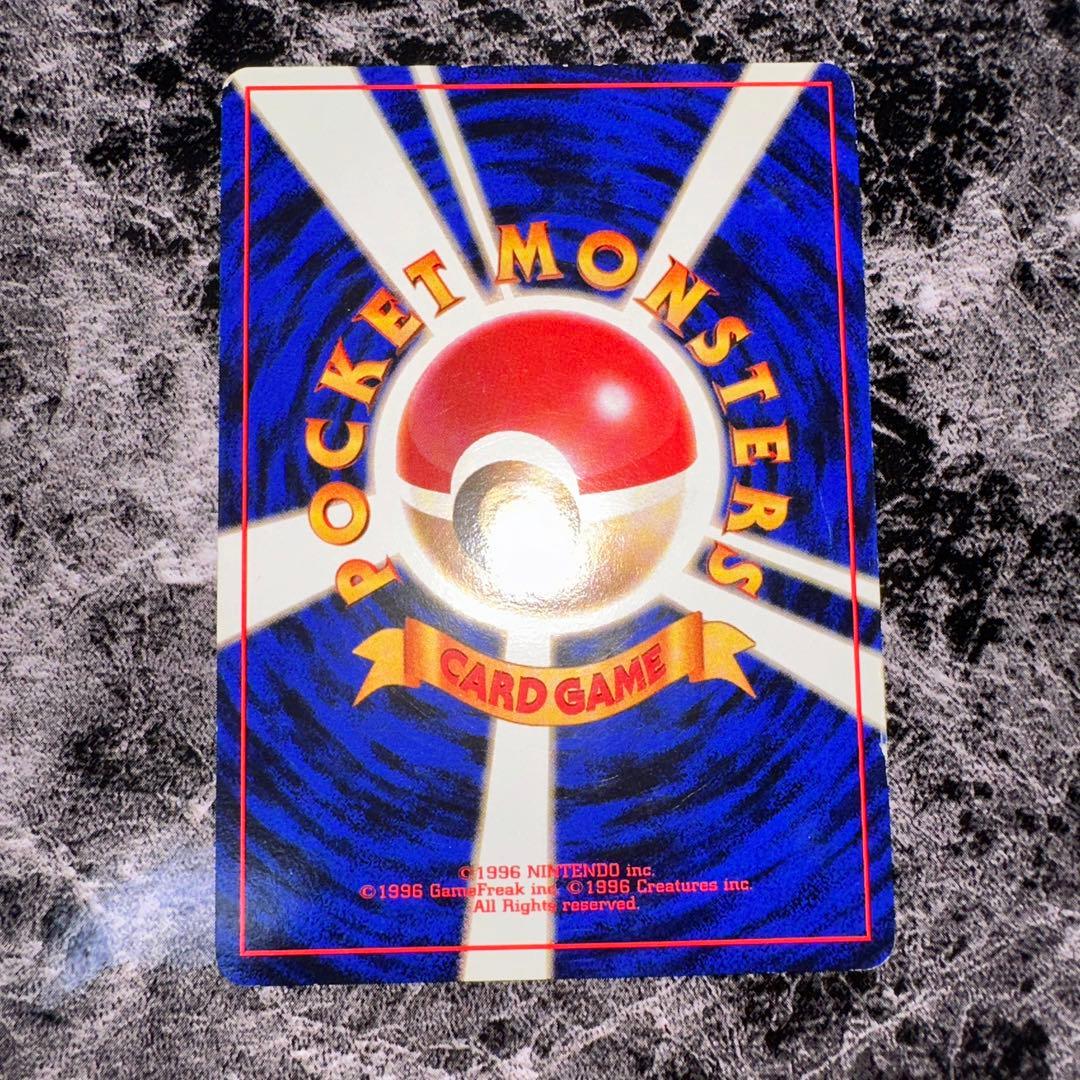 POCKET MONSTERS
CARD GAME
©1996 NINTENDO inc.
©1996 GameFreak inc. ©1996 Creatures inc.
All Rights reserved.